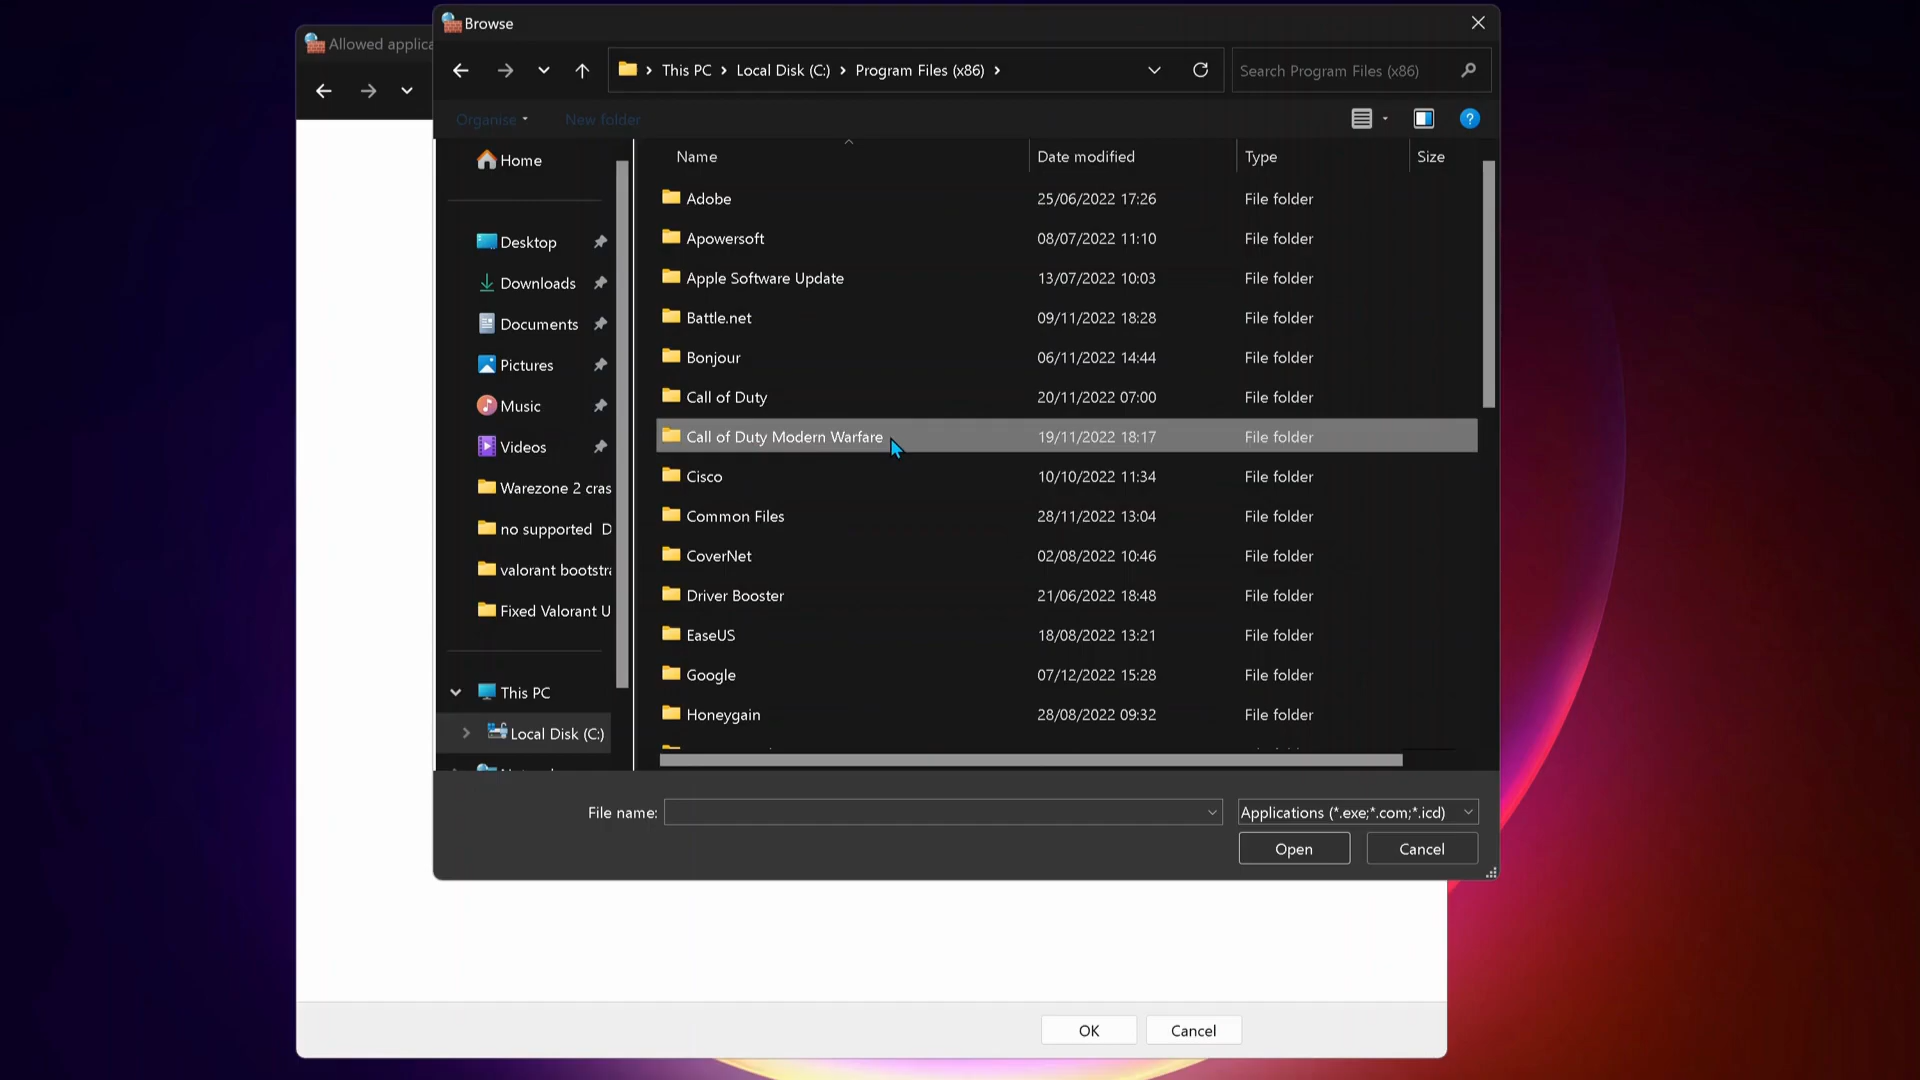 Allowed applica
Browse
This PC > Local Disk (C:) > Program Files (x86) >
Search Program Files (x86)
Organise
New folder
Name
Date modified
Type
Size
Home
Desktop
Downloads
Documents
Pictures
Music
Videos
Warezone 2 cras
no supported D
valorant bootstra
Fixed Valorant U
This PC
Local Disk (C:)
Adobe 25/06/2022 17:26 File folder
Apowersoft 08/07/2022 11:10 File folder
Apple Software Update 13/07/2022 10:03 File folder
Battle.net 09/11/2022 18:28 File folder
Bonjour 06/11/2022 14:44 File folder
Call of Duty 20/11/2022 07:00 File folder
Call of Duty Modern Warfare 19/11/2022 18:17 File folder
Cisco 10/10/2022 11:34 File folder
Common Files 28/11/2022 13:04 File folder
CoverNet 02/08/2022 10:46 File folder
Driver Booster 21/06/2022 18:48 File folder
EaseUS 18/08/2022 13:21 File folder
Google 07/12/2022 15:28 File folder
Honeygain 28/08/2022 09:32 File folder
File name:
Applications (*.exe;*.com;*.icd)
Open
Cancel
OK
Cancel